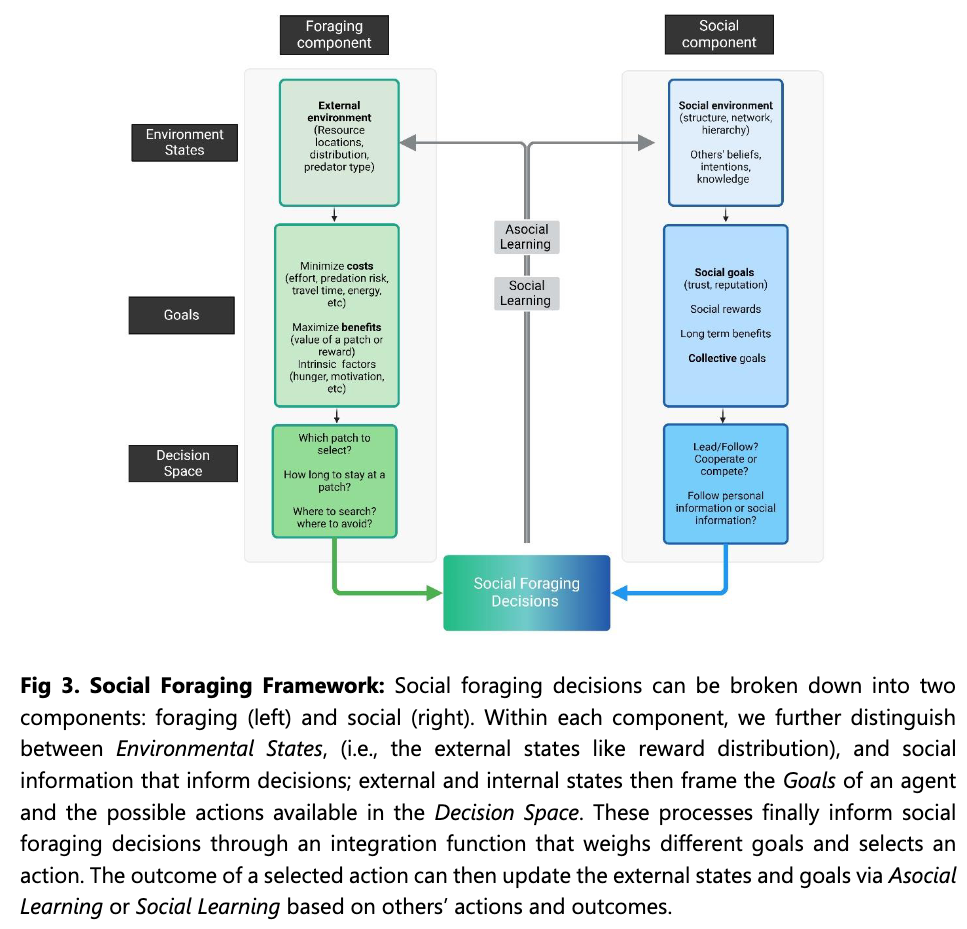 Foraging
component
Social
component
Environment
States
External
environment
(Resource
locations,
distribution,
predator type)
Social environment
(structure, network,
hierarchy)
Others' beliefs,
intentions,
knowledge
Asocial
Learning
Social
Learning
Goals
Minimize costs
(effort, predation risk,
travel time, energy,
etc)
Maximize benefits
(value of a patch or
reward)
Intrinsic factors
(hunger, motivation,
etc)
Social goals
(trust, reputation)
Social rewards
Long term benefits
Collective goals
Decision
Space
Which patch to
select?
How long to stay at a
patch?
Where to search?
where to avoid?
Lead/Follow?
Cooperate or
compete?
Follow personal
information or social
information?
Social Foraging
Decisions
Fig 3. Social Foraging Framework: Social foraging decisions can be broken down into two
components: foraging (left) and social (right). Within each component, we further distinguish
between Environmental States, (i.e., the external states like reward distribution), and social
information that inform decisions; external and internal states then frame the Goals of an agent
and the possible actions available in the Decision Space. These processes finally inform social
foraging decisions through an integration function that weighs different goals and selects an
action. The outcome of a selected action can then update the external states and goals via Asocial
Learning or Social Learning based on others’ actions and outcomes.